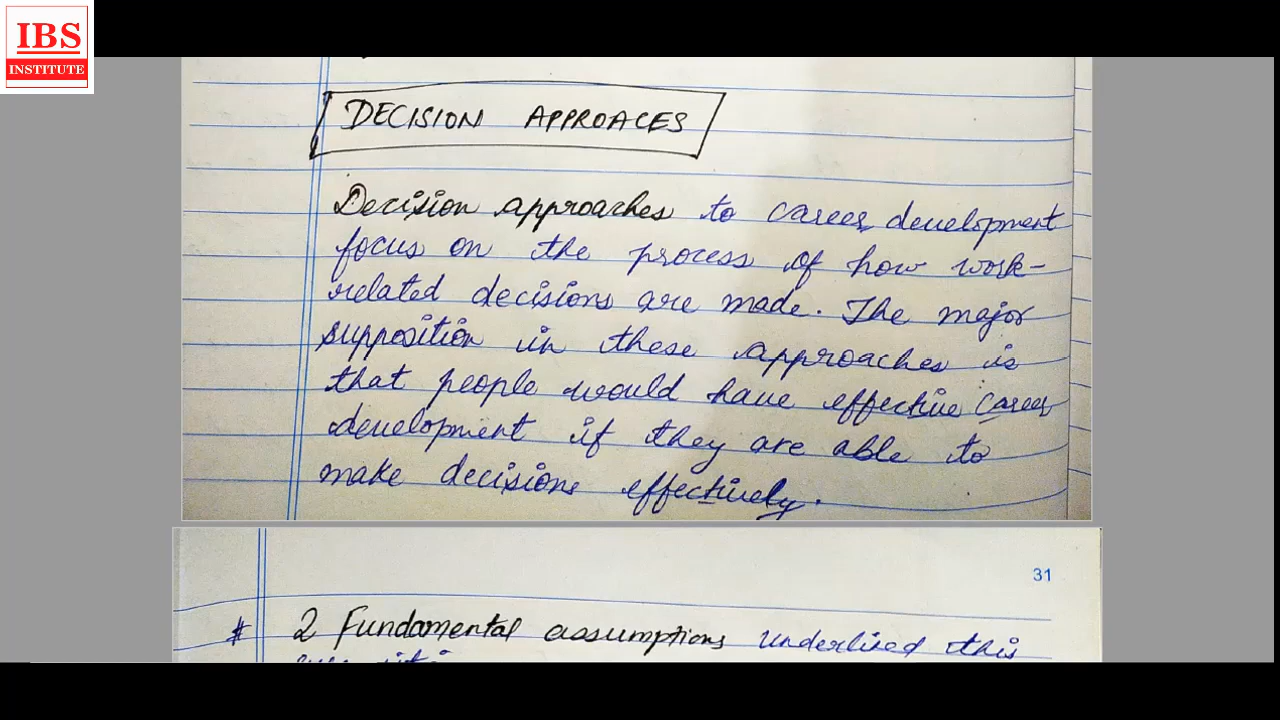 IBS
INSTITUTE
DECISION APPROACES
Decision approaches to career development
focus on the process of how work-
related decisions are made. The major
supposition in these approaches is
that people would have effective career
development if they are able to
make decisions effectively.
31
# 2 Fundamental assumptions underlied this